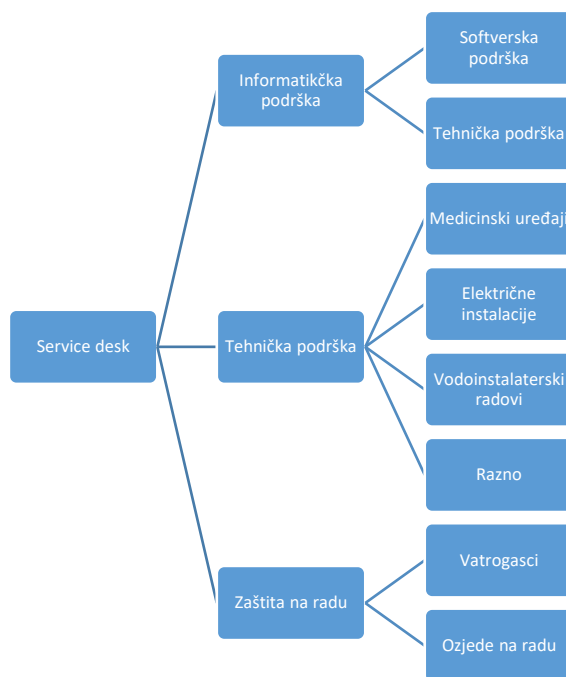 Softverska
podrška
Informatikčka
podrška
Tehnička podrška
Medicinski uređaji
Električne
instalacije
Service desk
Tehnička podrška
Vodoinstalaterski
radovi
Razno
Vatrogasci
Zaštita na radu
Ozjede na radu